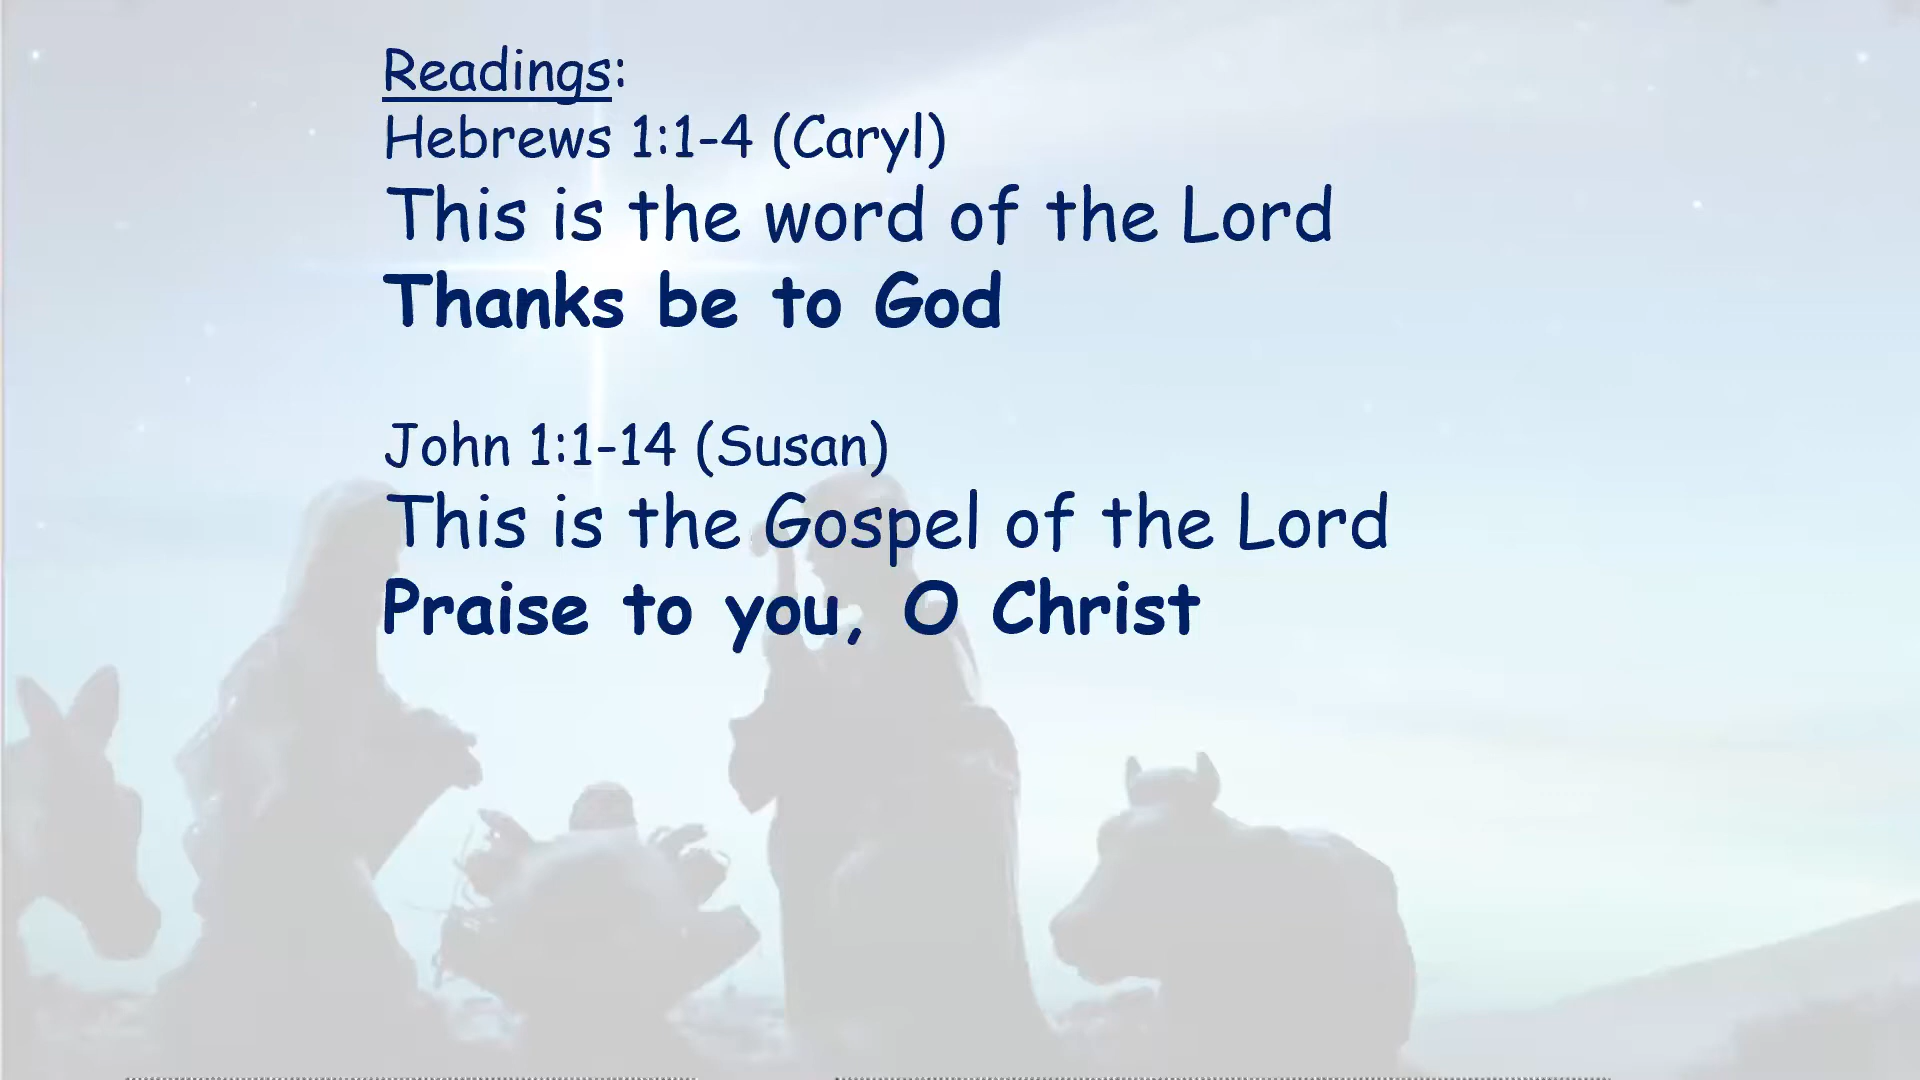 Readings:
Hebrews 1:1-4 (Caryl)
This is the word of the Lord
Thanks be to God
John 1:1-14 (Susan)
This is the Gospel of the Lord
Praise to you, O Christ